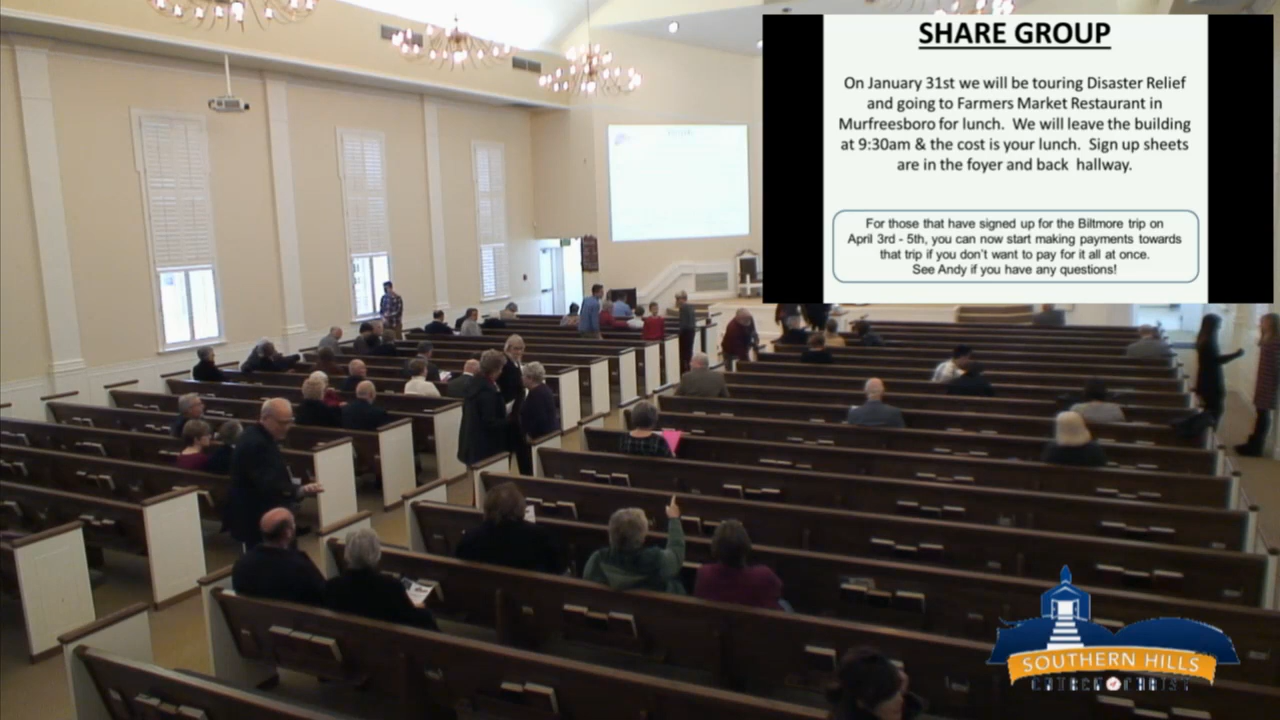 SHARE GROUP
On January 31st we will be touring Disaster Relief
and going to Farmers Market Restaurant in
Murfreesboro for lunch.  We will leave the building
at 9:30am & the cost is your lunch.  Sign up sheets
are in the foyer and back  hallway.
For those that have signed up for the Biltmore trip on
April 3rd - 5th, you can now start making payments towards
that trip if you don't want to pay for it all at once.
See Andy if you have any questions!
SOUTHERN HILLS
CHURCH OF CHRIST